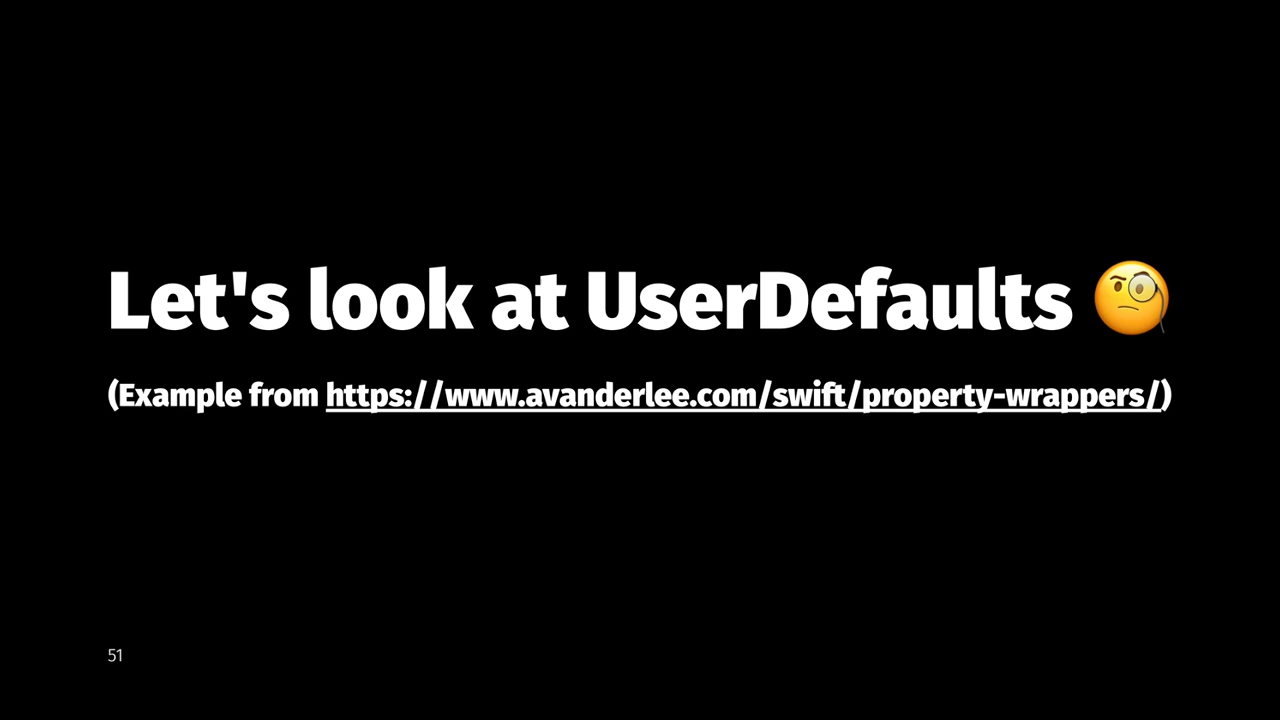 Let's look at UserDefaults 🧐
(Example from https://www.avanderlee.com/swift/property-wrappers/)
51